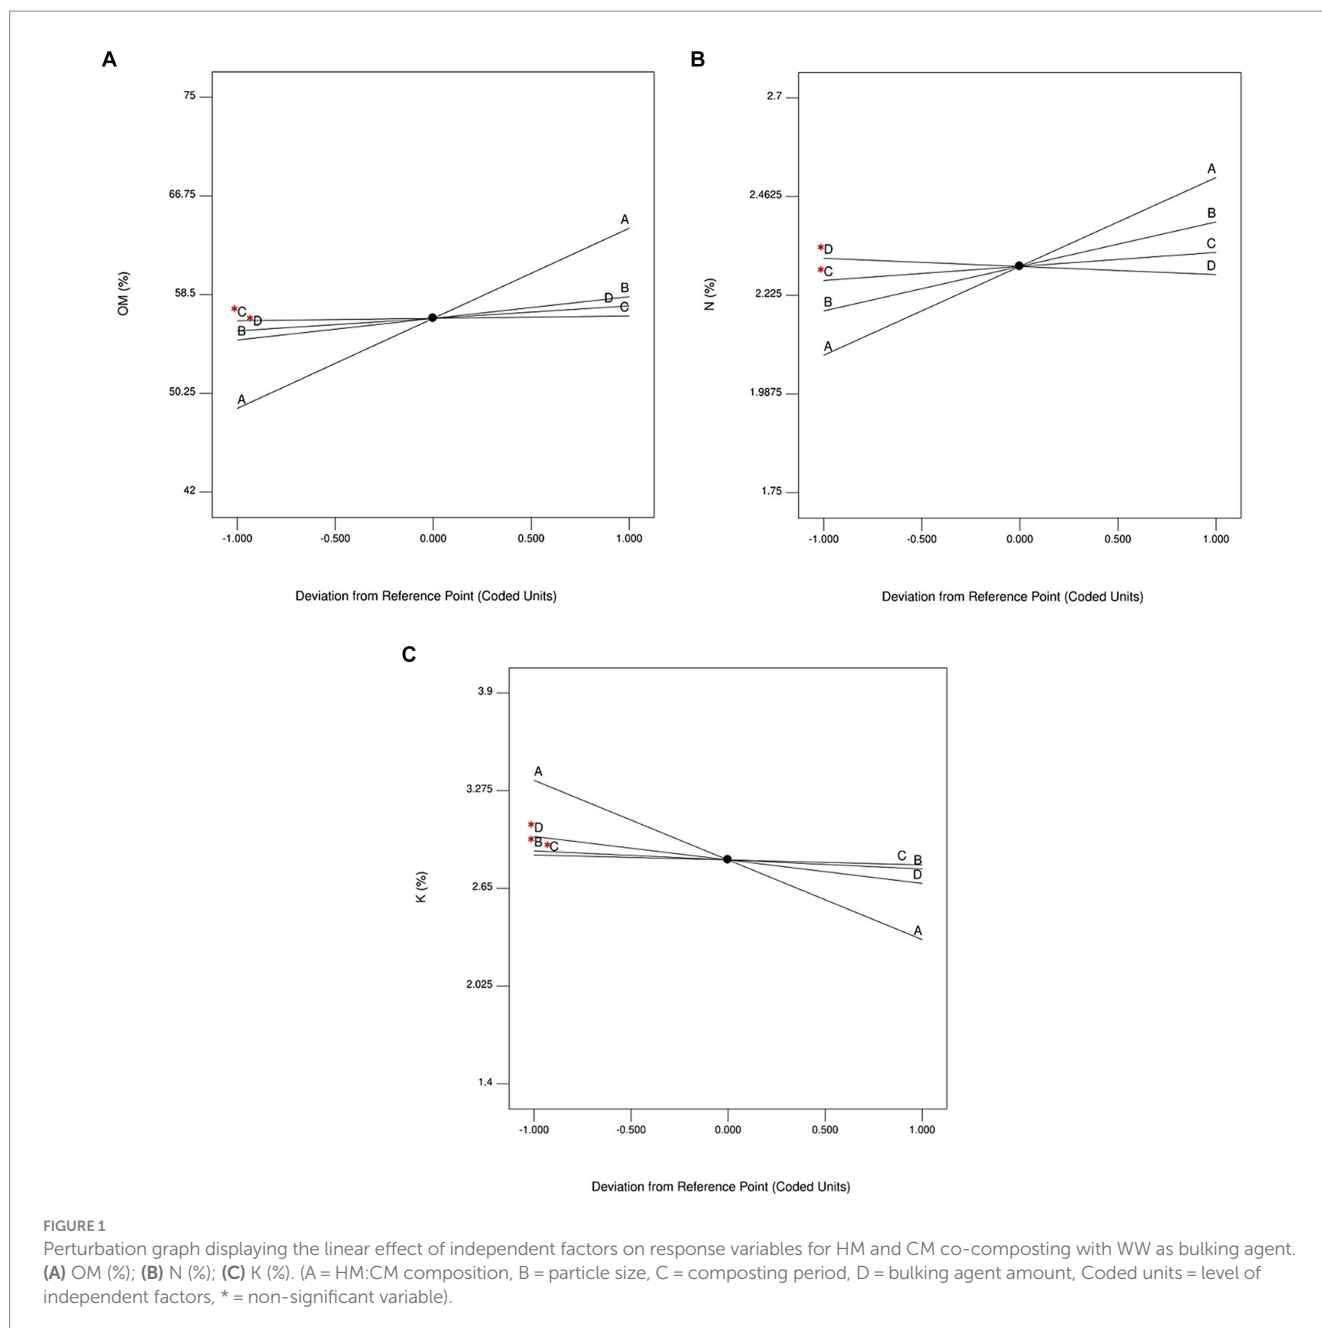 A
75
66.75
58.5
50.25
42
OM (%)
A
B
D
C
*C
*D
B
A
-1.000
-0.500
0.000
0.500
1.000
Deviation from Reference Point (Coded Units)
B
2.7
2.4625
2.225
1.9875
1.75
N (%)
A
B
C
D
*D
*C
B
A
-1.000
-0.500
0.000
0.500
1.000
Deviation from Reference Point (Coded Units)
C
3.9
3.275
2.65
2.025
1.4
K (%)
A
*D
*B
*C
C
B
D
A
-1.000
-0.500
0.000
0.500
1.000
Deviation from Reference Point (Coded Units)
FIGURE 1
Perturbation graph displaying the linear effect of independent factors on response variables for HM and CM co-composting with WW as bulking agent.
(A) OM (%); (B) N (%); (C) K (%). (A = HM:CM composition, B = particle size, C = composting period, D = bulking agent amount, Coded units = level of
independent factors, * = non-significant variable).